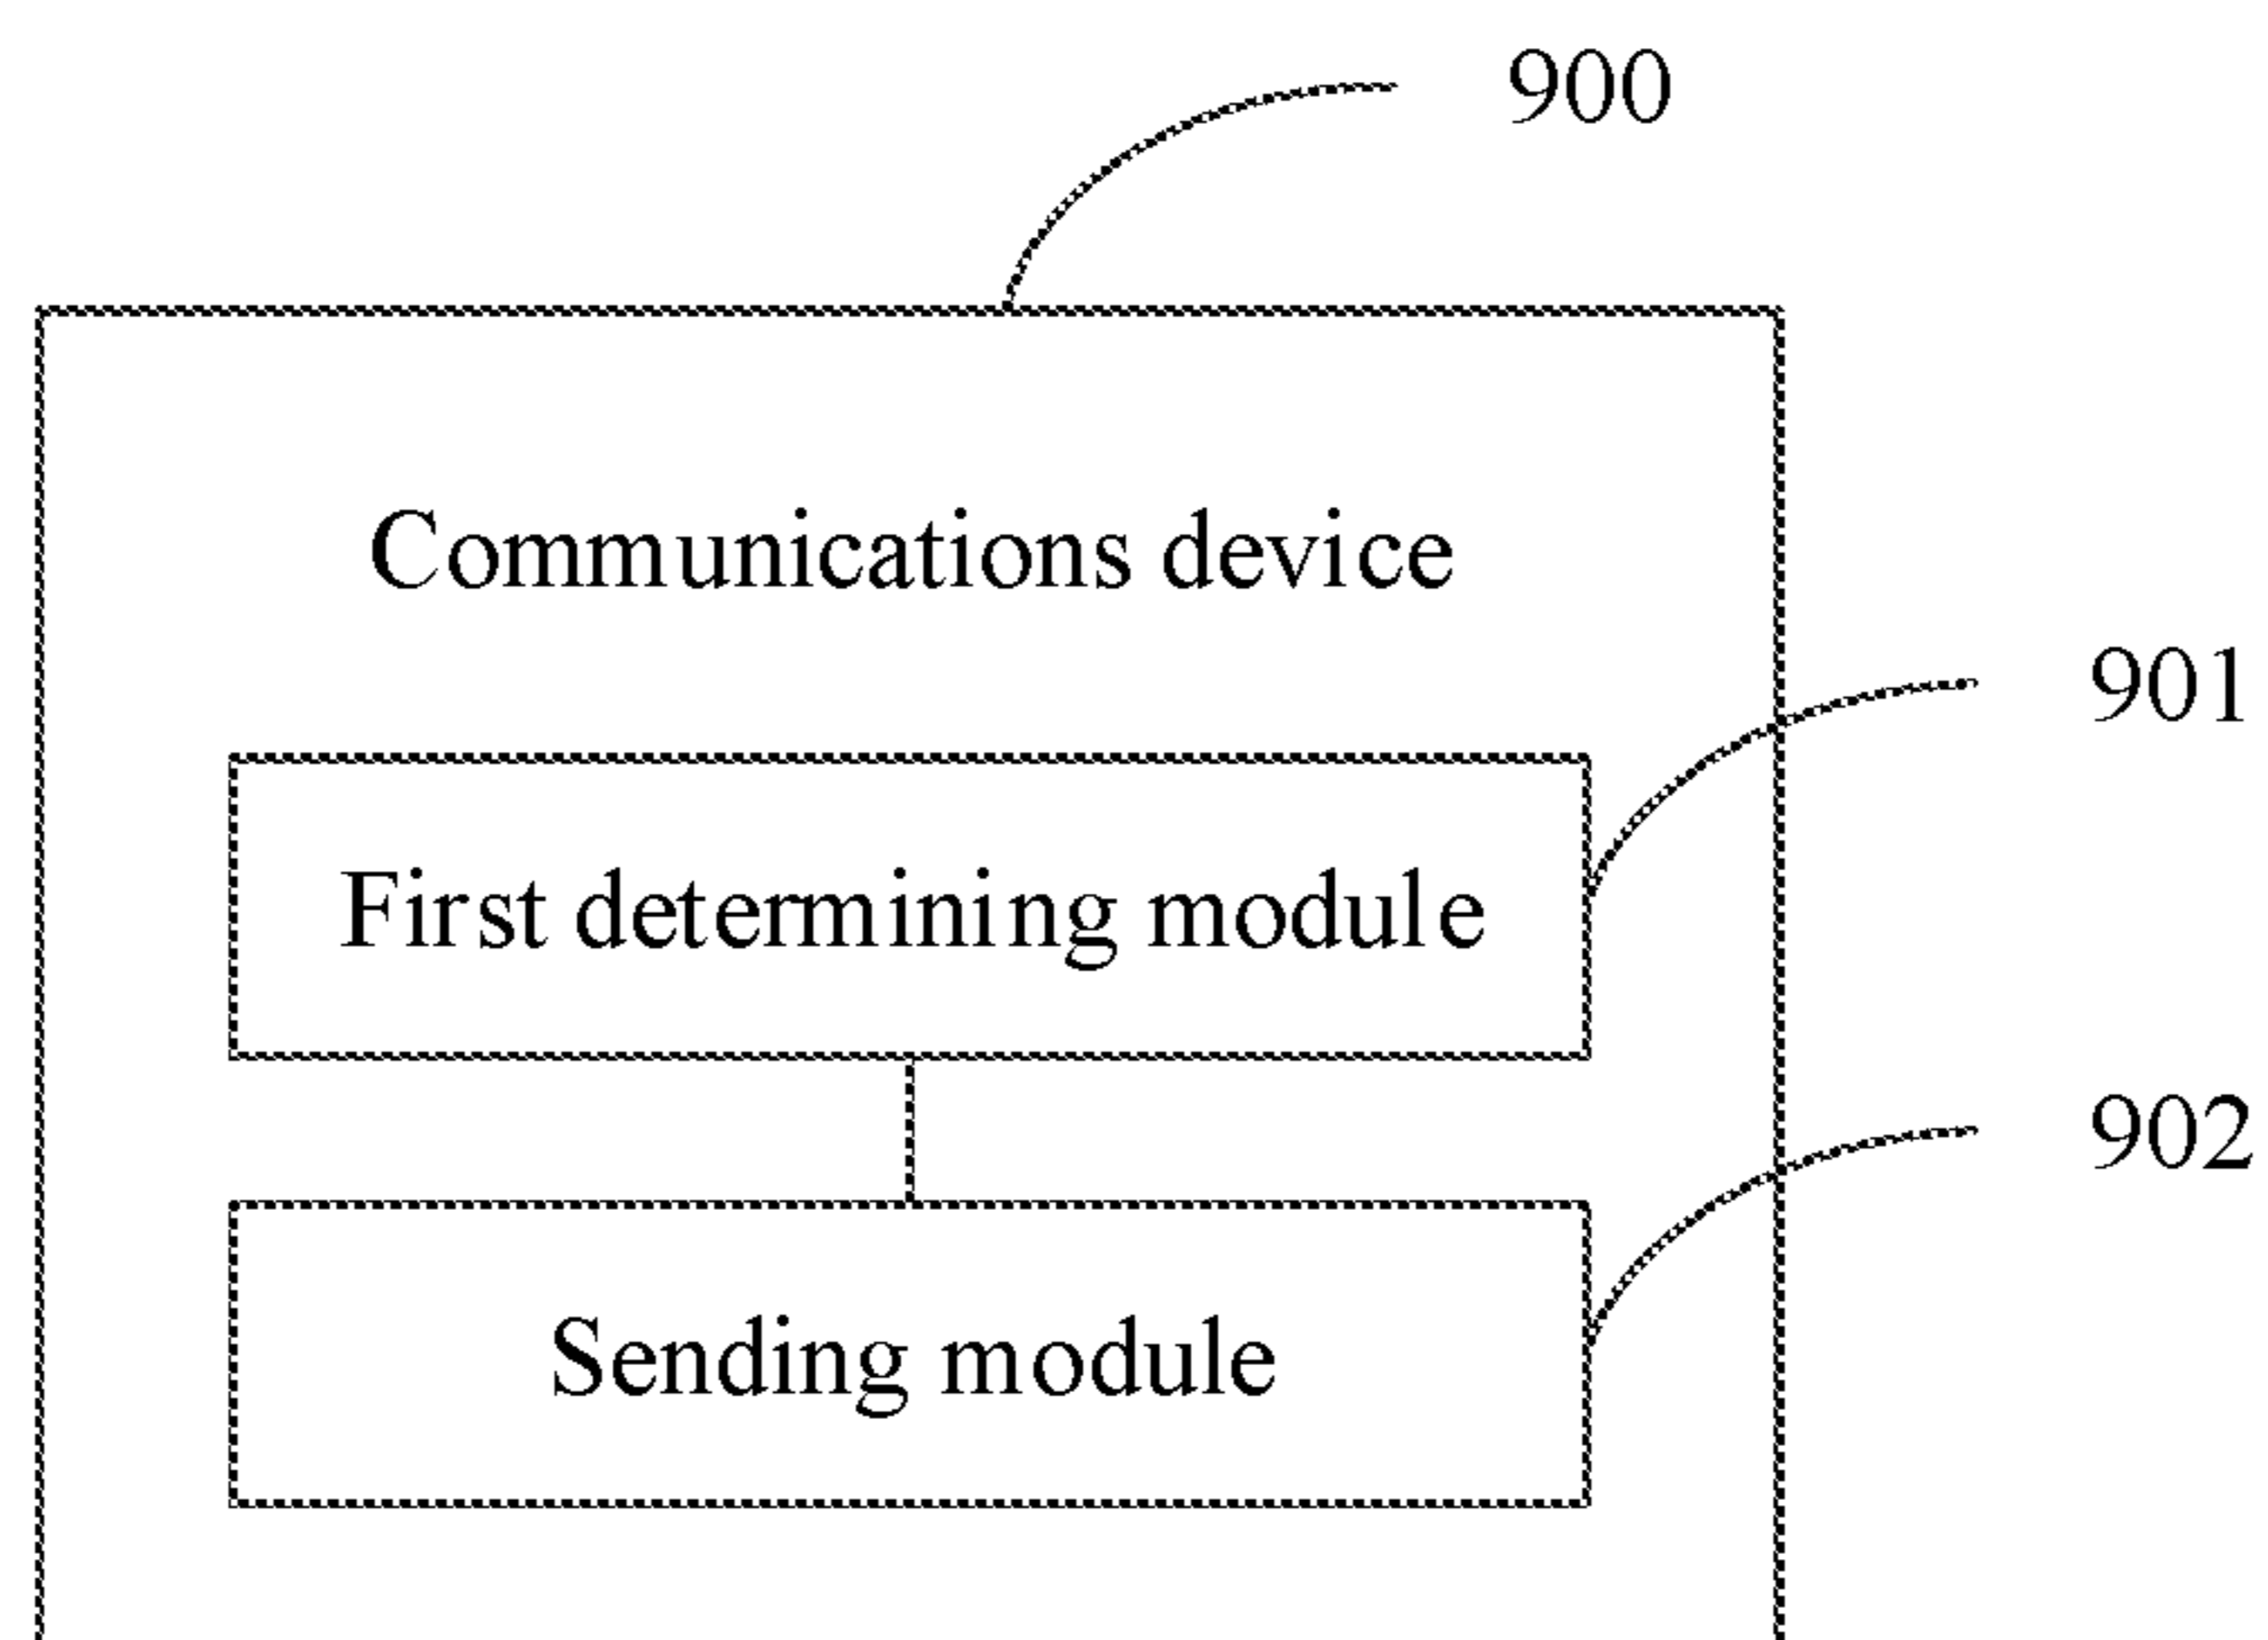 900
Communications device
901
First determining module
902
Sending module